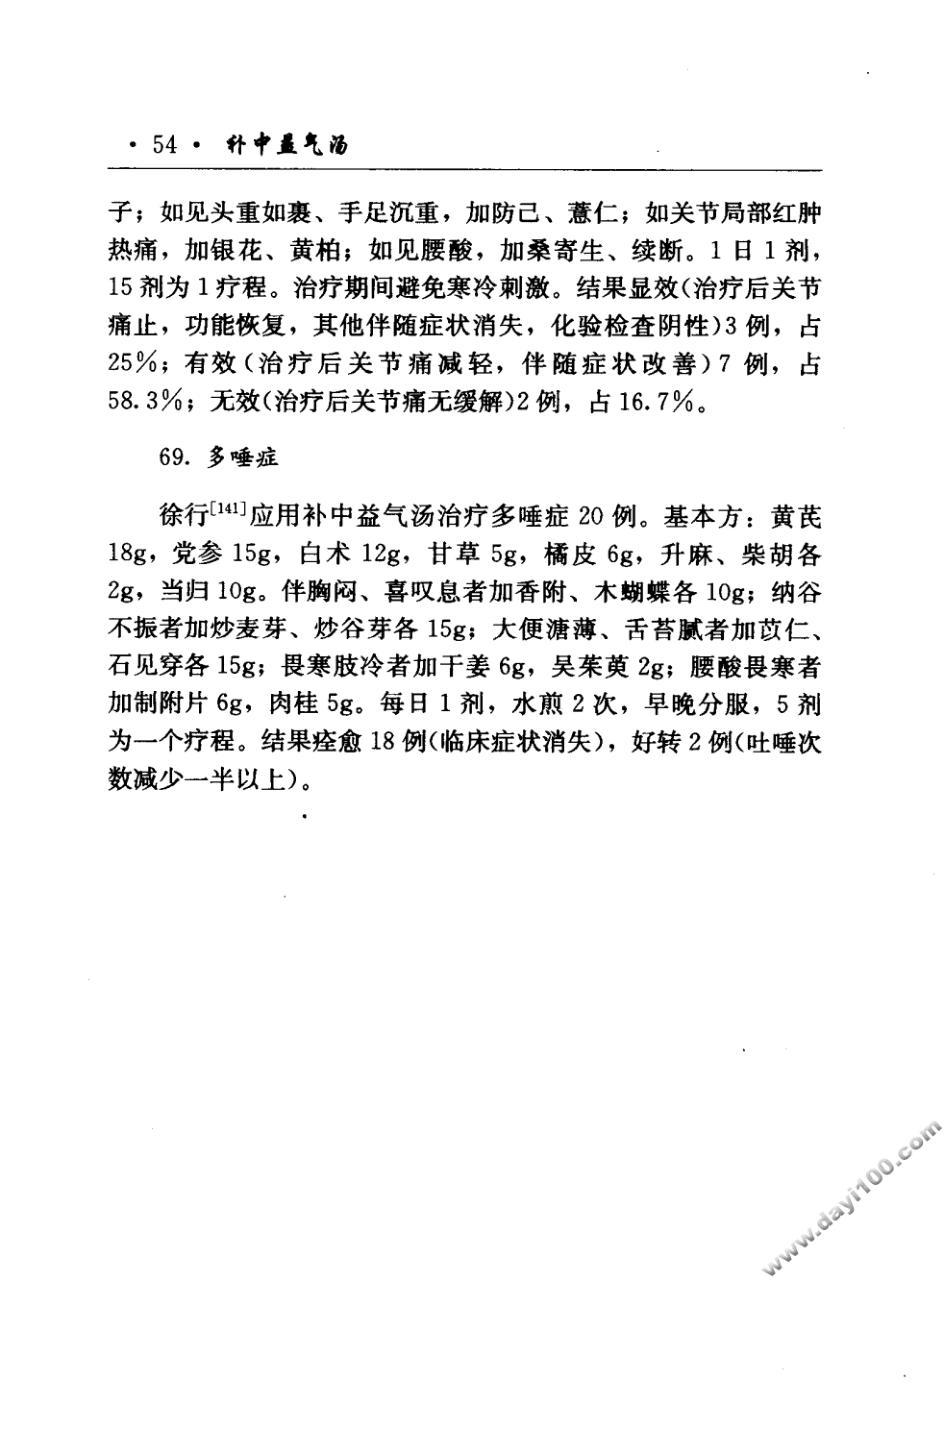 · 54 · 补中益气汤
子；如见头重如裹、手足沉重，加防己、薏仁；如关节局部红肿
热痛，加银花、黄柏；如见腰酸，加桑寄生、续断。1 日 1 剂，
15 剂为 1 疗程。治疗期间避免寒冷刺激。结果显效(治疗后关节
痛止，功能恢复，其他伴随症状消失，化验检查阴性)3 例，占
25%；有效(治疗后关节痛减轻，伴随症状改善)7 例，占
58.3%；无效(治疗后关节痛无缓解)2 例，占 16.7%。
69. 多唾症
徐行[141]应用补中益气汤治疗多唾症 20 例。基本方：黄芪
18g，党参 15g，白术 12g，甘草 5g，橘皮 6g，升麻、柴胡各
2g，当归 10g。伴胸闷、喜叹息者加香附、木蝴蝶各 10g；纳谷
不振者加炒麦芽、炒谷芽各 15g；大便溏薄、舌苔腻者加苡仁、
石见穿各 15g；畏寒肢冷者加干姜 6g，吴茱萸 2g；腰酸畏寒者
加制附片 6g，肉桂 5g。每日 1 剂，水煎 2 次，早晚分服，5 剂
为一个疗程。结果痊愈 18 例(临床症状消失)，好转 2 例(吐唾次
数减少一半以上)。
www.dayi100.com